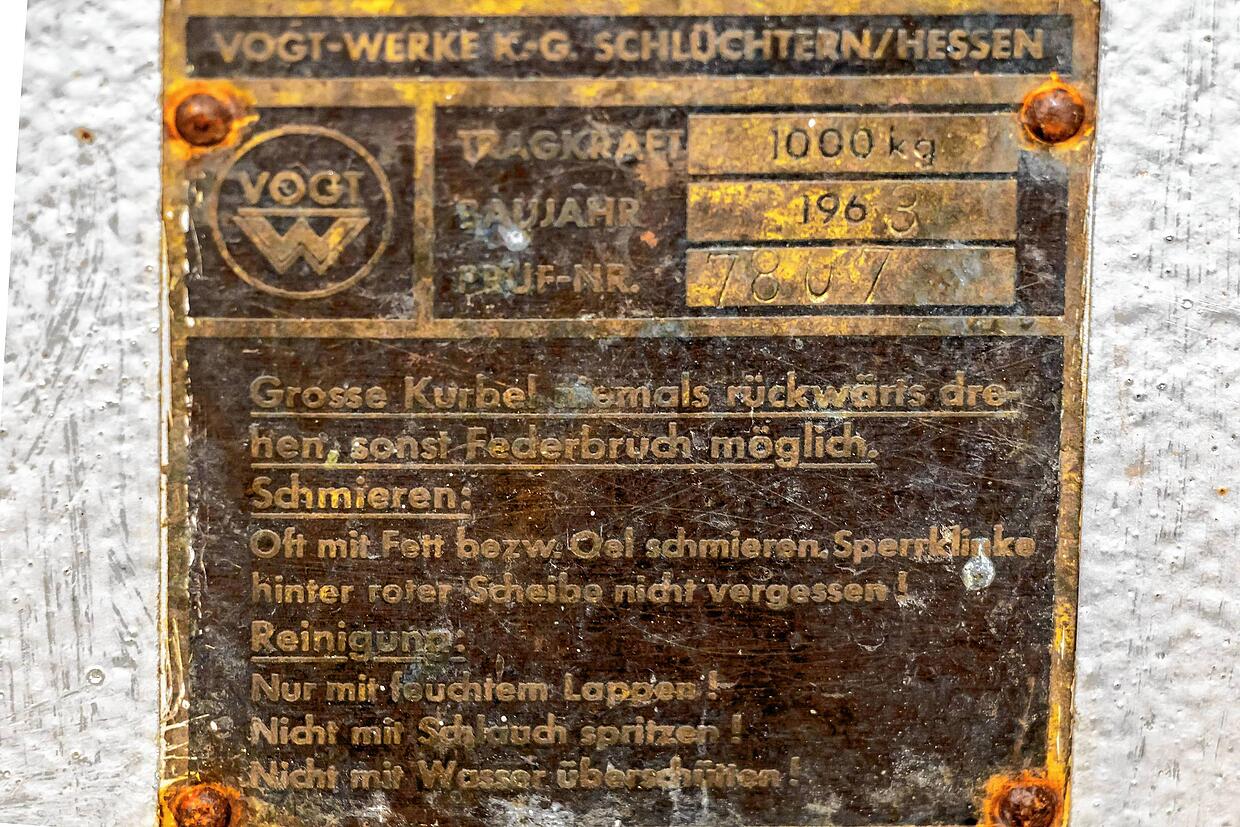 VOGT-WERKE K.-G. SCHLÜCHTERN/HESSEN
VOGT
W
TRAGKRAFT 1000 kg
BAUJAHR 1963
PRÜF-NR. 7807
Grosse Kurbel niemals rückwärts dre-
hen, sonst Federbruch möglich.
Schmieren:
Oft mit Fett bezw. Oel schmieren. Sperrklinke
hinter roter Scheibe nicht vergessen!
Reinigung:
Nur mit feuchtem Lappen!
Nicht mit Schlauch spritzen!
Nicht mit Wasser überschütten!